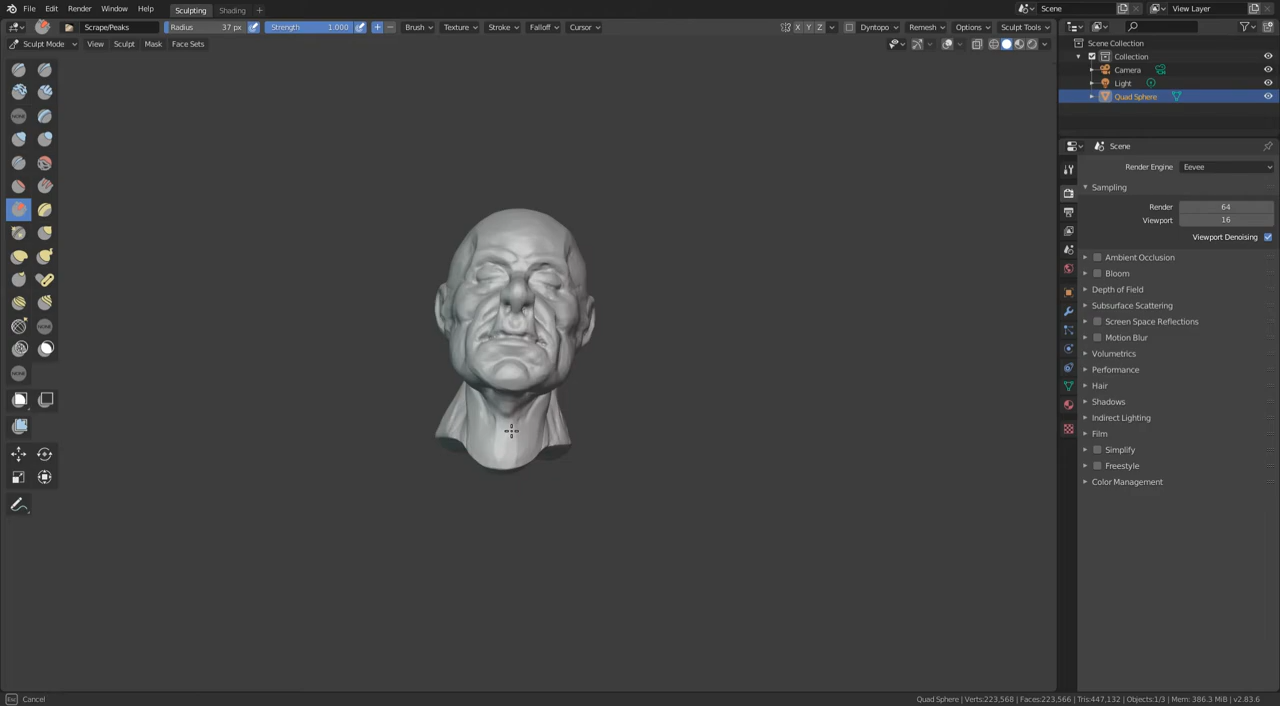 File Edit Render Window Help Sculpting Shading + Scene View Layer
Scrape/Peaks Radius 37 px Strength 1.000 Brush Texture Stroke Falloff Cursor X Y Z Dyntopo Remesh Options Sculpt Tools
Sculpt Mode View Sculpt Mask Face Sets
NONE
NONE
NONE
Scene Collection
Collection
Camera
Light
Quad Sphere
Scene
Render Engine Eevee
Sampling
Render 64
Viewport 16
Viewport Denoising
Ambient Occlusion
Bloom
Depth of Field
Subsurface Scattering
Screen Space Reflections
Motion Blur
Volumetrics
Performance
Hair
Shadows
Indirect Lighting
Film
Simplify
Freestyle
Color Management
Esc Cancel Quad Sphere | Verts:223,568 | Faces:223,566 | Tris:447,132 | Objects:1/3 | Mem: 386.3 MiB | v2.83.6